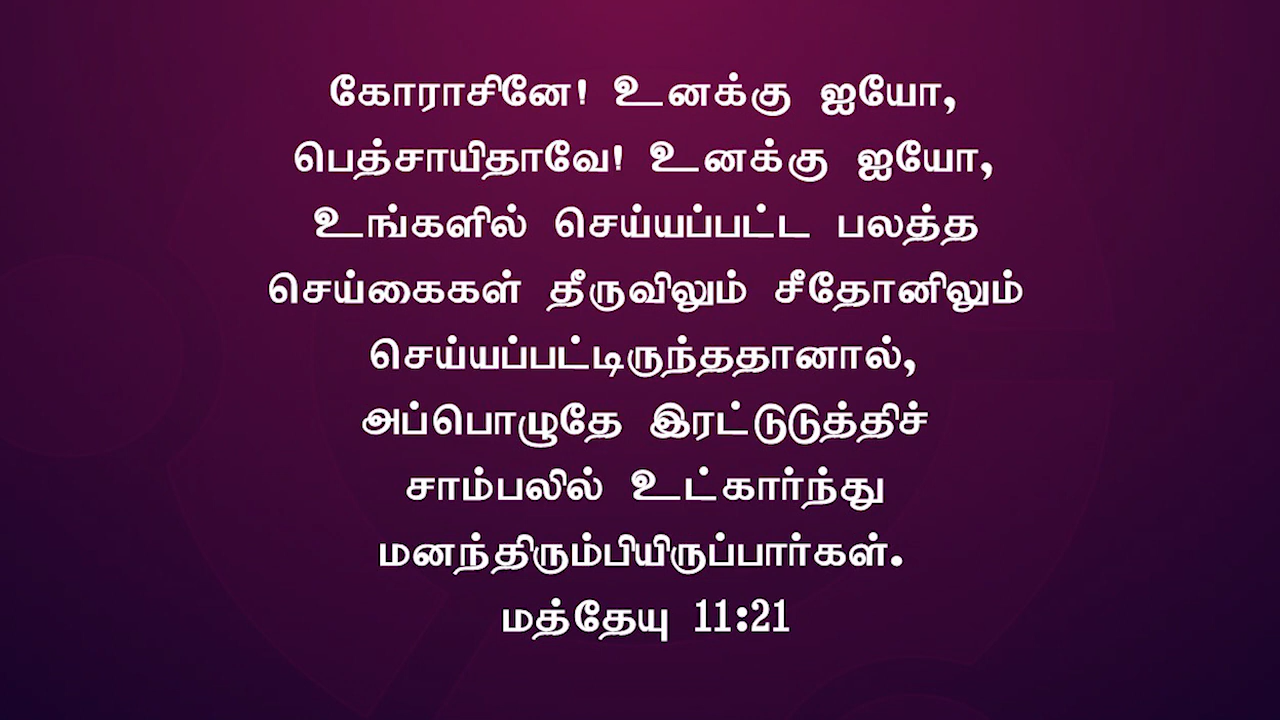 கோராசினே! உனக்கு ஐயோ,
பெத்சாயிதாவே! உனக்கு ஐயோ,
உங்களில் செய்யப்பட்ட பலத்த
செய்கைகள் தீருவிலும் சீதோனிலும்
செய்யப்பட்டிருந்ததானால்,
அப்பொழுதே இரட்டுடுத்திச்
சாம்பலில் உட்கார்ந்து
மனந்திரும்பியிருப்பார்கள்.
மத்தேயு 11:21